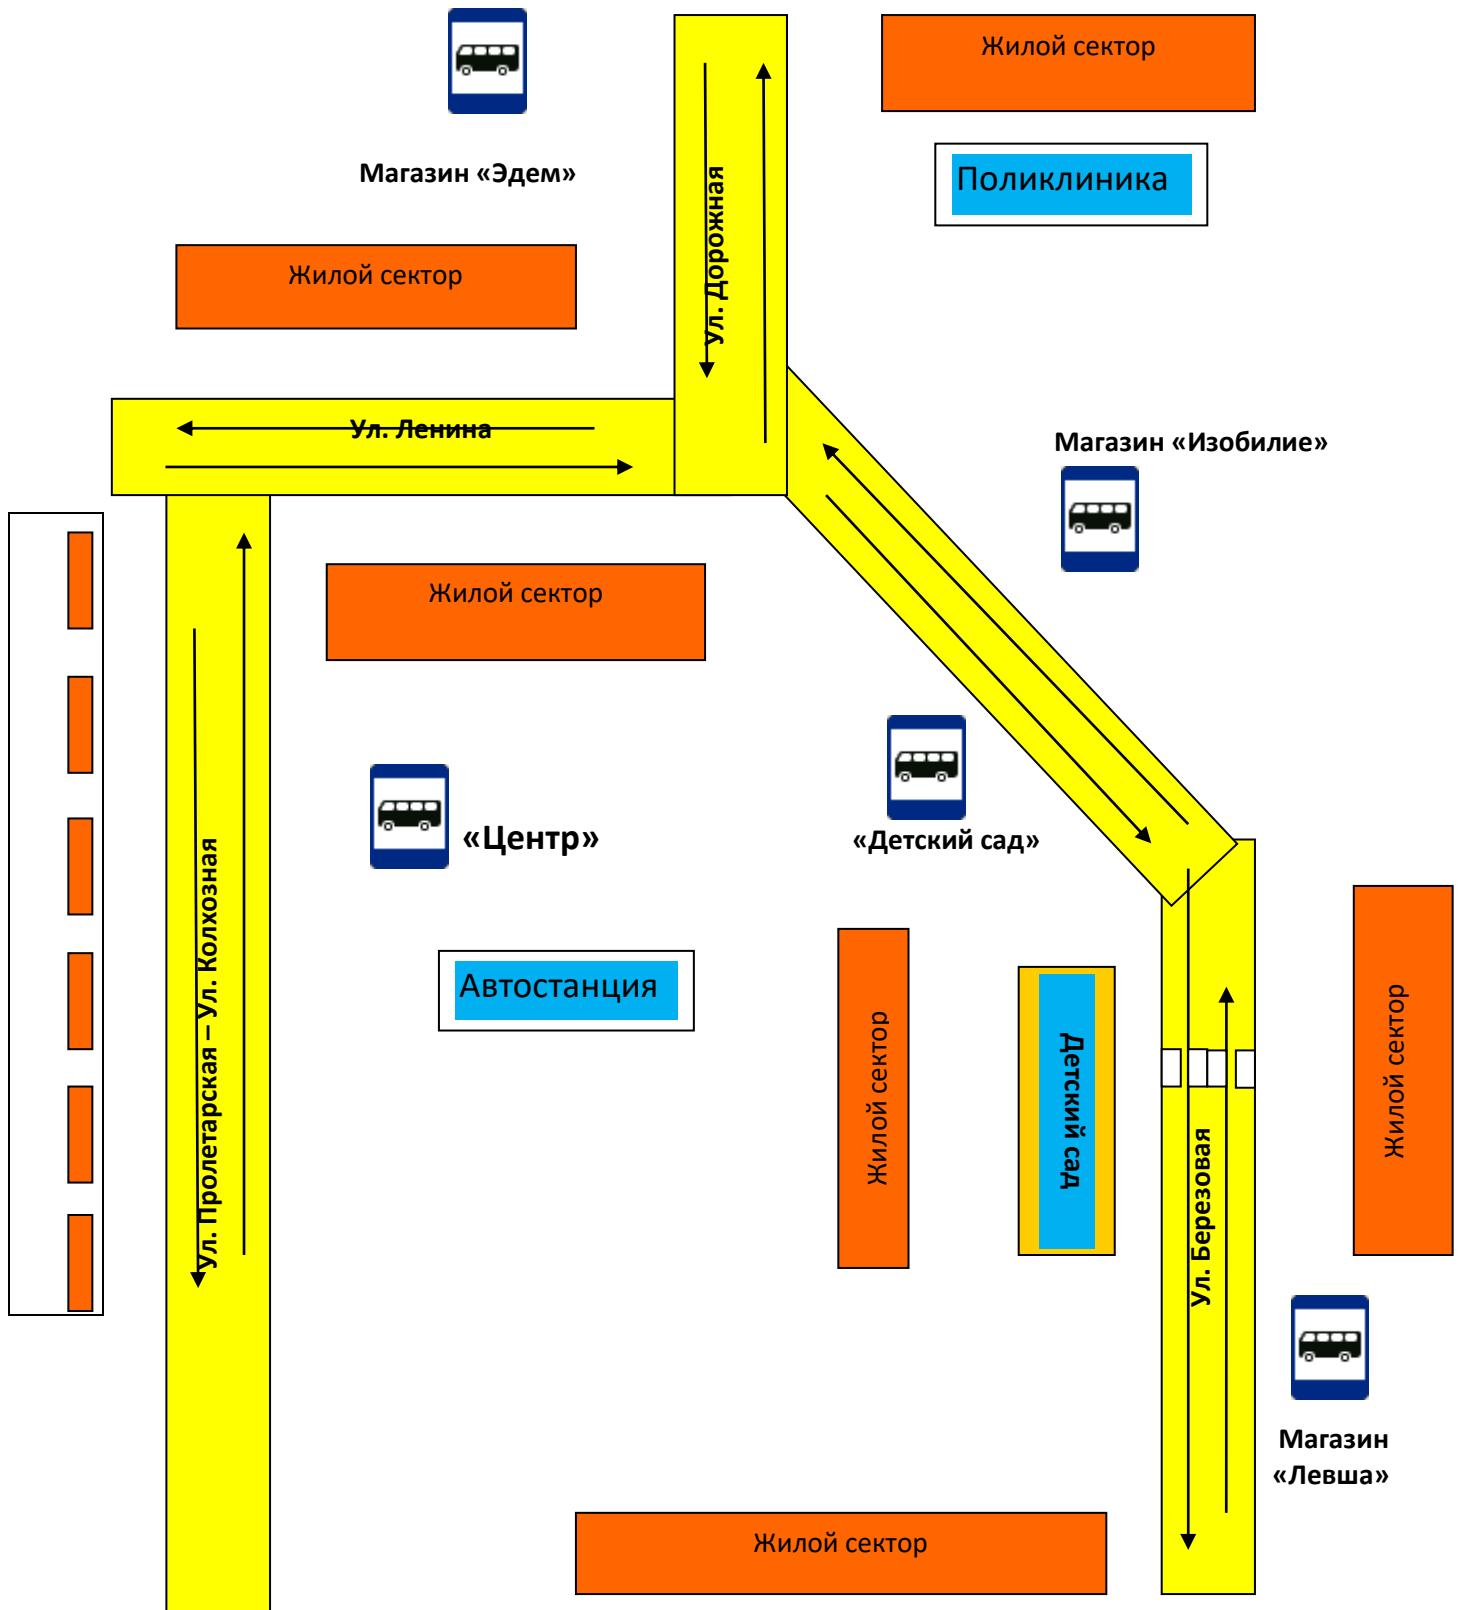 Жилой сектор
Магазин «Эдем»
Поликлиника
Ул. Дорожная
Жилой сектор
Ул. Ленина
Магазин «Изобилие»
Жилой сектор
«Центр»
«Детский сад»
Ул. Пролетарская – Ул. Колхозная
Автостанция
Жилой сектор
Детский сад
Ул. Березовая
Жилой сектор
Магазин
«Левша»
Жилой сектор